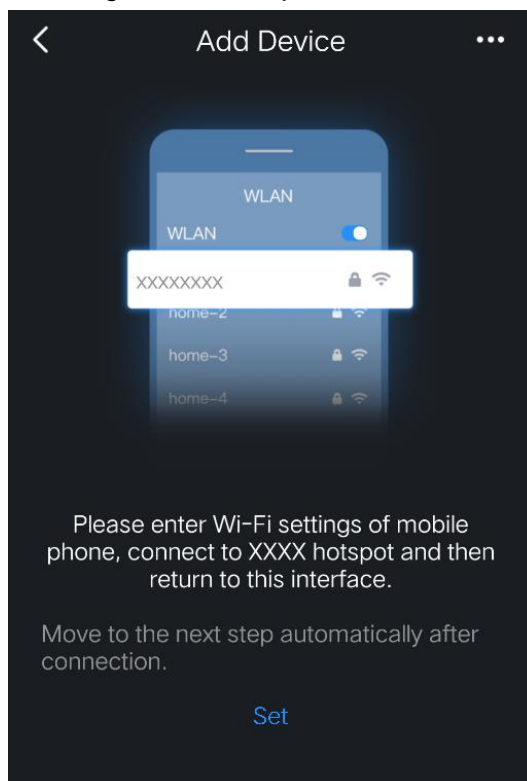 Add Device
WLAN
WLAN
XXXXXXXX
home-2
home-3
home-4
Please enter Wi-Fi settings of mobile
phone, connect to XXXX hotspot and then
return to this interface.
Move to the next step automatically after
connection.
Set